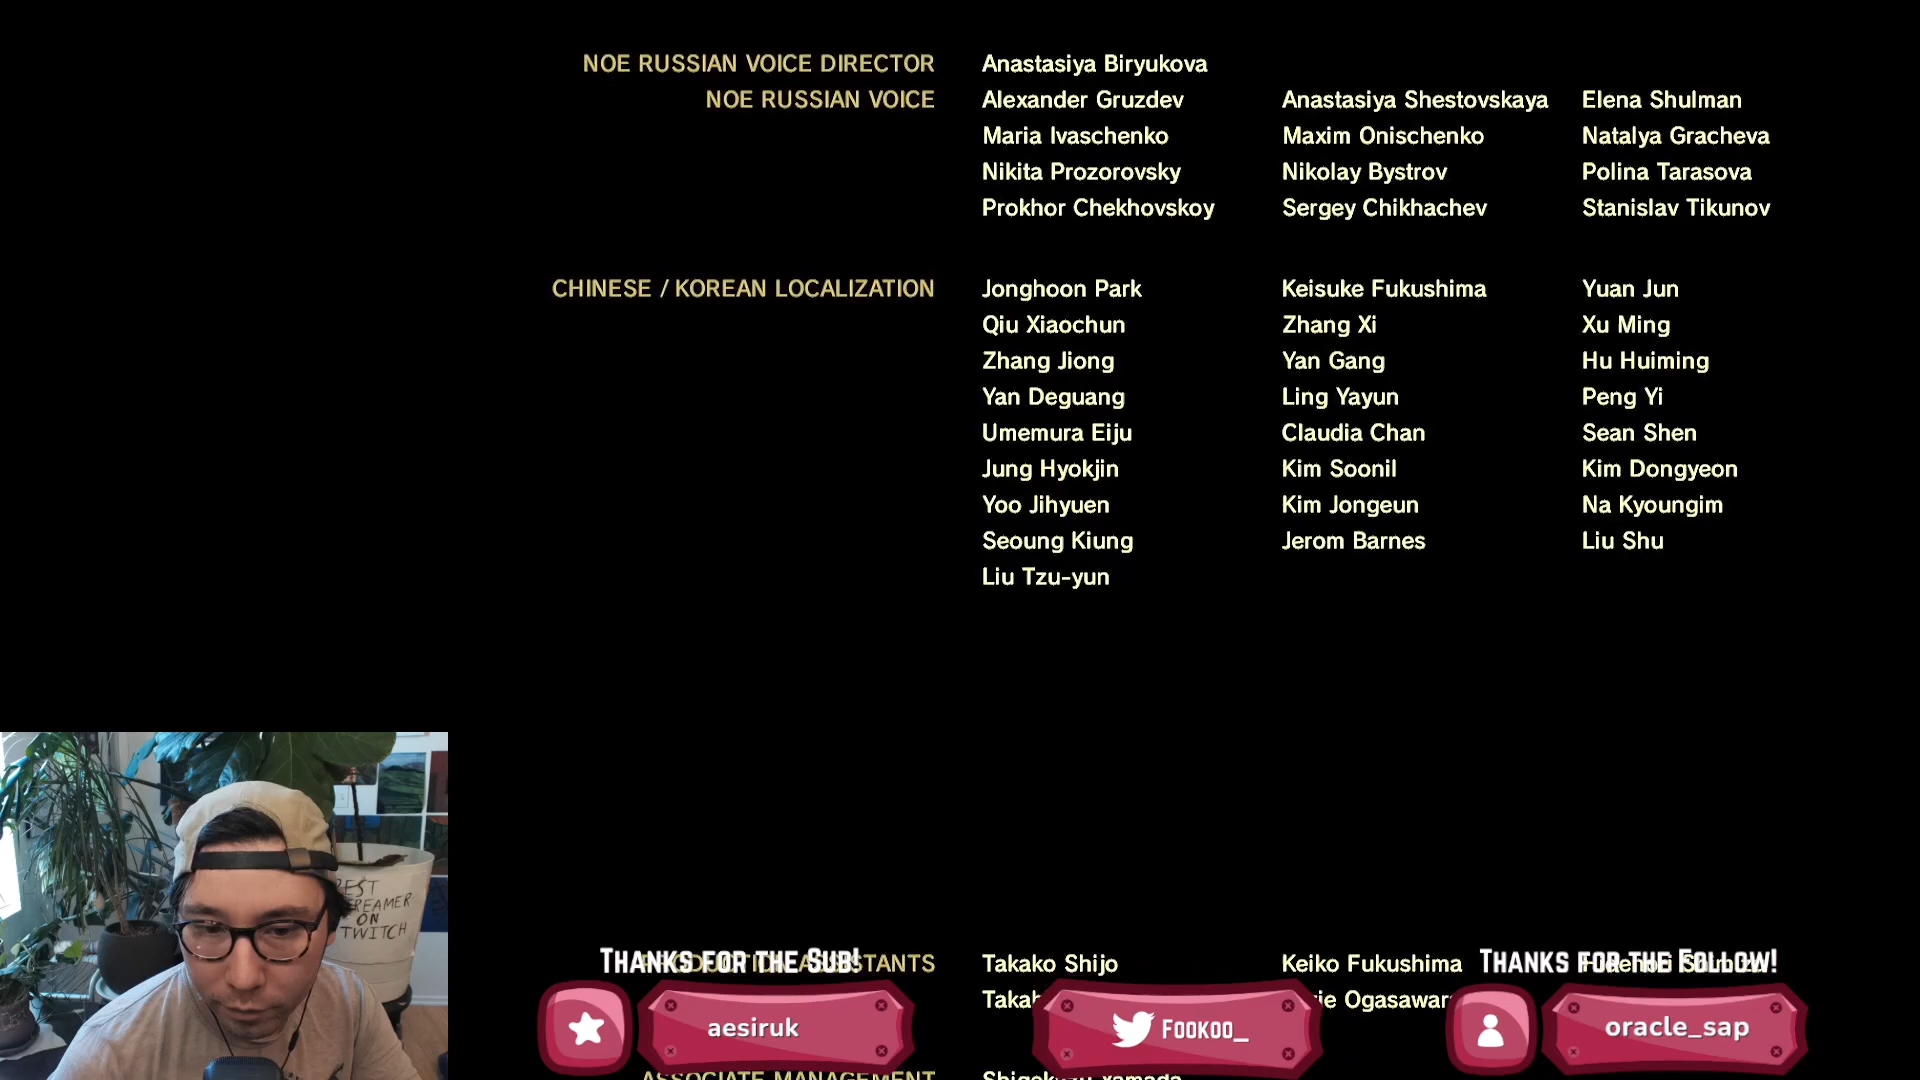 NOE RUSSIAN VOICE DIRECTOR Anastasiya Biryukova
NOE RUSSIAN VOICE Alexander Gruzdev Anastasiya Shestovskaya Elena Shulman
Maria Ivaschenko Maxim Onischenko Natalya Gracheva
Nikita Prozorovsky Nikolay Bystrov Polina Tarasova
Prokhor Chekhovskoy Sergey Chikhachev Stanislav Tikunov
CHINESE / KOREAN LOCALIZATION Jonghoon Park Keisuke Fukushima Yuan Jun
Qiu Xiaochun Zhang Xi Xu Ming
Zhang Jiong Yan Gang Hu Huiming
Yan Deguang Ling Yayun Peng Yi
Umemura Eiju Claudia Chan Sean Shen
Jung Hyokjin Kim Soonil Kim Dongyeon
Yoo Jihyuen Kim Jongeun Na Kyoungim
Seoung Kiung Jerom Barnes Liu Shu
Liu Tzu-yun
BEST
STREAMER
ON
TWITCH
THANKS FOR THE SUB!
PRODUCTION ASSISTANTS Takako Shijo Keiko Fukushima
THANKS FOR THE FOLLOW!
aesiruk
FOOKOO_
oracle_sap
ASSOCIATE MANAGEMENT